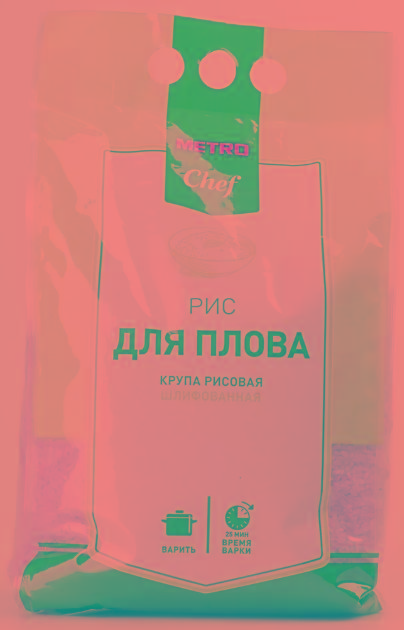 METRO
Chef
РИС
ДЛЯ ПЛОВА
КРУПА РИСОВАЯ
ШЛИФОВАННАЯ
ВАРИТЬ
25 МИН
ВРЕМЯ
ВАРКИ